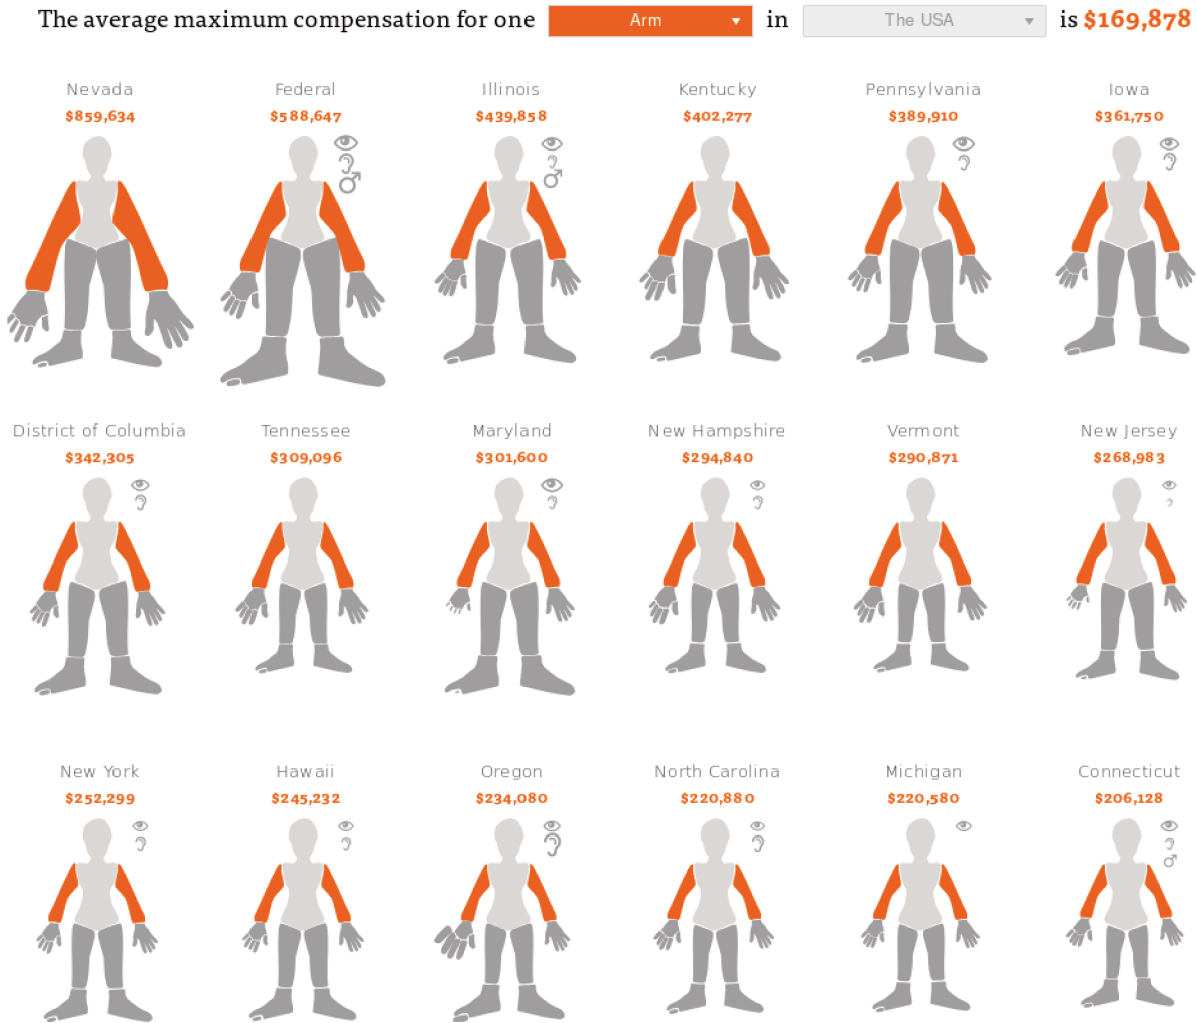 The average maximum compensation for one Arm in The USA is $169,878
Nevada Federal Illinois Kentucky Pennsylvania Iowa
$859,634 $588,647 $439,858 $402,277 $389,910 $361,750
District of Columbia Tennessee Maryland New Hampshire Vermont New Jersey
$342,305 $309,096 $301,600 $294,840 $290,871 $268,983
New York Hawaii Oregon North Carolina Michigan Connecticut
$252,299 $245,232 $234,080 $220,880 $220,580 $206,128